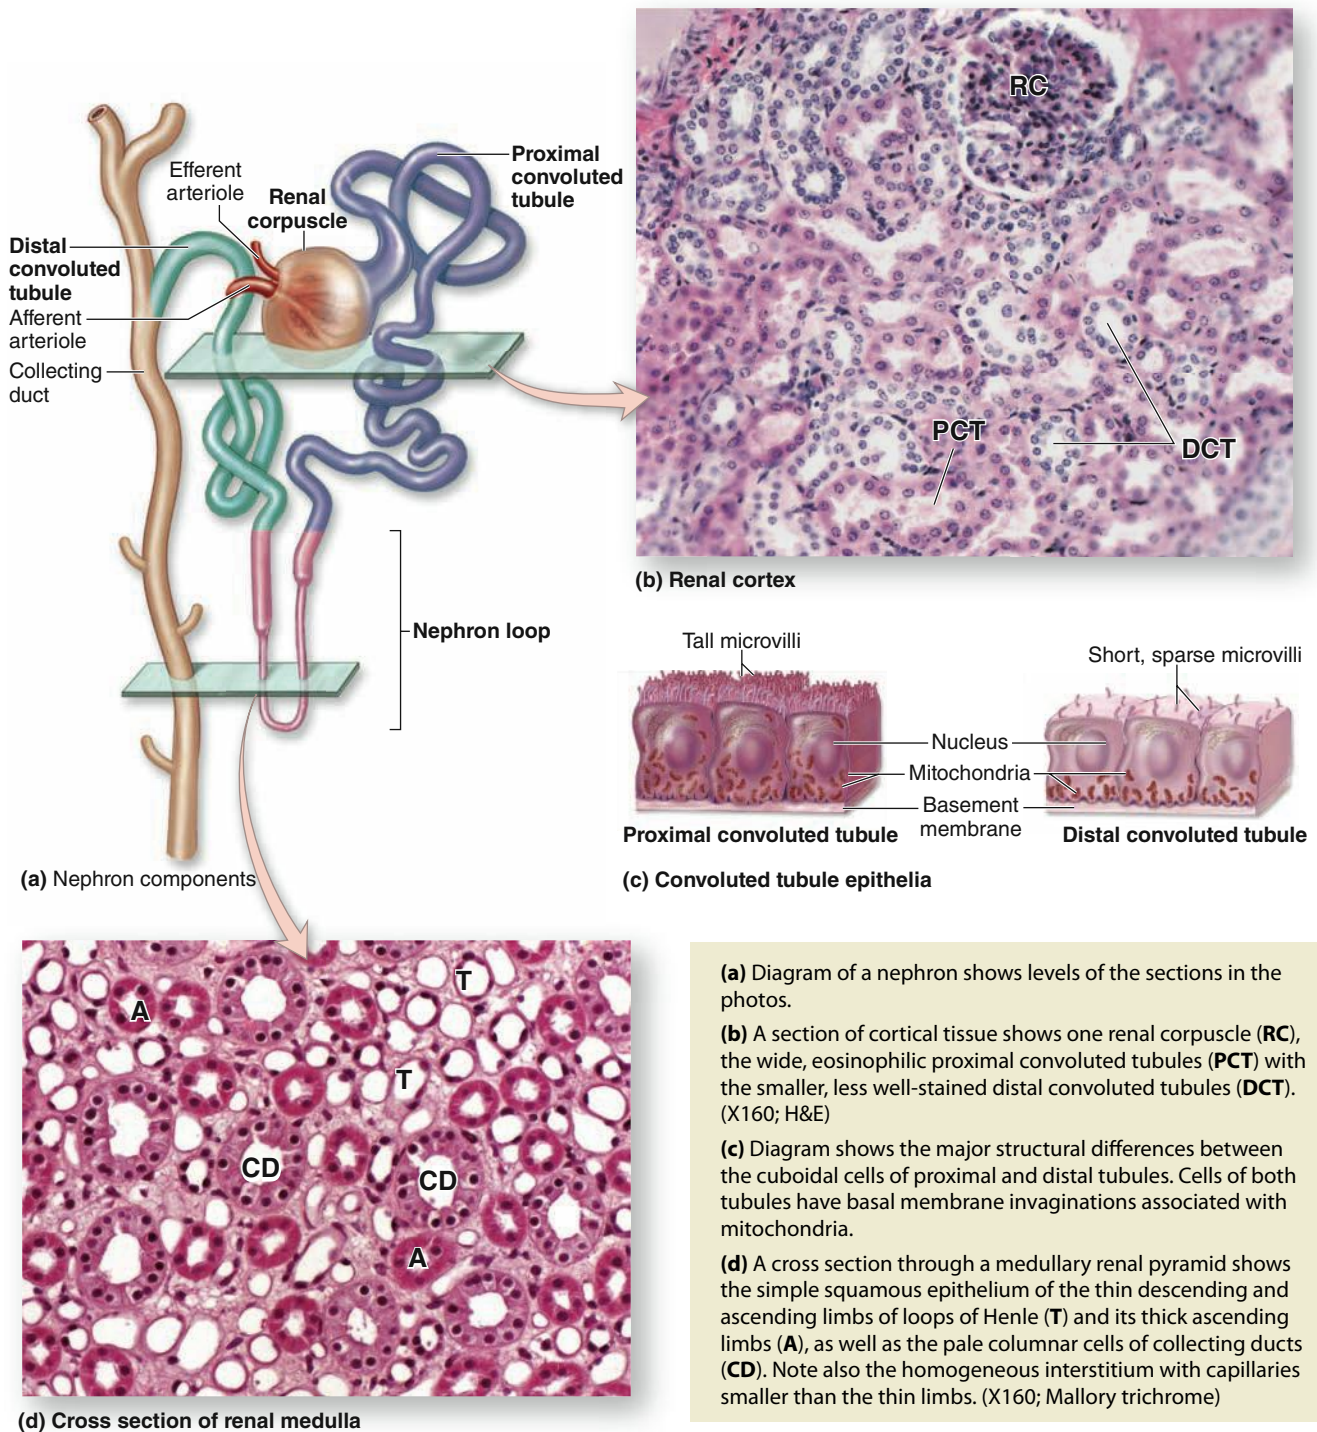 Efferent
arteriole
Renal
corpuscle
Proximal
convoluted
tubule
Distal
convoluted
tubule
Afferent
arteriole
Collecting
duct
Nephron loop
(a) Nephron components
RC
PCT
DCT
(b) Renal cortex
Tall microvilli
Short, sparse microvilli
Nucleus
Mitochondria
Basement
membrane
Proximal convoluted tubule
Distal convoluted tubule
(c) Convoluted tubule epithelia
T
A
T
CD
CD
A
(d) Cross section of renal medulla
(a) Diagram of a nephron shows levels of the sections in the
photos.
(b) A section of cortical tissue shows one renal corpuscle (RC),
the wide, eosinophilic proximal convoluted tubules (PCT) with
the smaller, less well-stained distal convoluted tubules (DCT).
(X160; H&E)
(c) Diagram shows the major structural differences between
the cuboidal cells of proximal and distal tubules. Cells of both
tubules have basal membrane invaginations associated with
mitochondria.
(d) A cross section through a medullary renal pyramid shows
the simple squamous epithelium of the thin descending and
ascending limbs of loops of Henle (T) and its thick ascending
limbs (A), as well as the pale columnar cells of collecting ducts
(CD). Note also the homogeneous interstitium with capillaries
smaller than the thin limbs. (X160; Mallory trichrome)